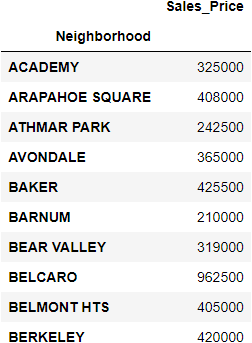 Sales_Price
Neighborhood
ACADEMY 325000
ARAPAHOE SQUARE 408000
ATHMAR PARK 242500
AVONDALE 365000
BAKER 425500
BARNUM 210000
BEAR VALLEY 319000
BELCARO 962500
BELMONT HTS 405000
BERKELEY 420000